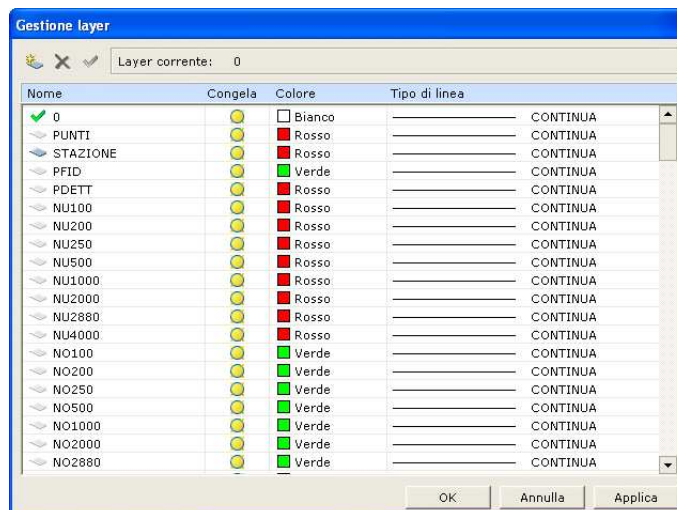 Gestione layer
Layer corrente: 0
Nome Congela Colore Tipo di linea
0 Bianco CONTINUA
PUNTI Rosso CONTINUA
STAZIONE Rosso CONTINUA
PFID Verde CONTINUA
PDETT Rosso CONTINUA
NU100 Rosso CONTINUA
NU200 Rosso CONTINUA
NU250 Rosso CONTINUA
NU500 Rosso CONTINUA
NU1000 Rosso CONTINUA
NU2000 Rosso CONTINUA
NU2880 Rosso CONTINUA
NU4000 Rosso CONTINUA
NO100 Verde CONTINUA
NO200 Verde CONTINUA
NO250 Verde CONTINUA
NO500 Verde CONTINUA
NO1000 Verde CONTINUA
NO2000 Verde CONTINUA
NO2880 Verde CONTINUA
OK Annulla Applica